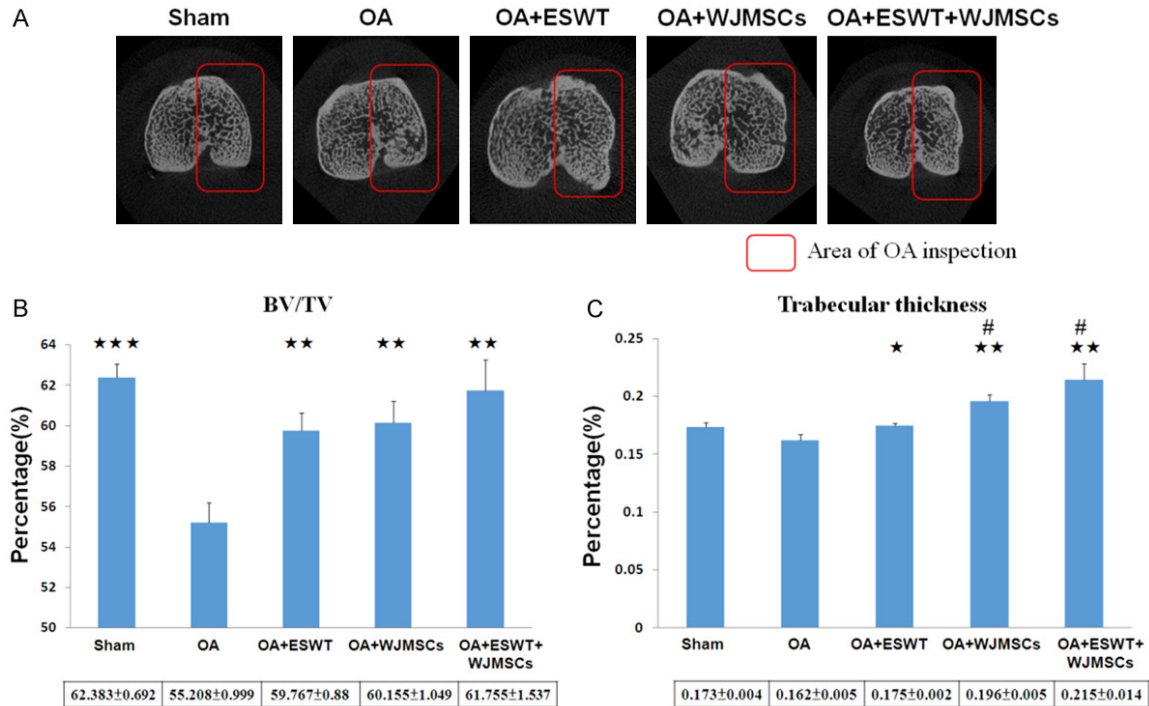 A
Sham OA OA+ESWT OA+WJMSCs OA+ESWT+WJMSCs
Area of OA inspection
B
BV/TV
Percentage(%)
64
62
60
58
56
54
52
50
★★★ ★★ ★★ ★★
Sham OA OA+ESWT OA+WJMSCs OA+ESWT+
WJMSCs
62.383±0.692 55.208±0.999 59.767±0.88 60.155±1.049 61.755±1.537
C
Trabecular thickness
Percentage(%)
0.25
0.2
0.15
0.1
0.05
0
# #
★ ★★ ★★
Sham OA OA+ESWT OA+WJMSCs OA+ESWT+
WJMSCs
0.173±0.004 0.162±0.005 0.175±0.002 0.196±0.005 0.215±0.014